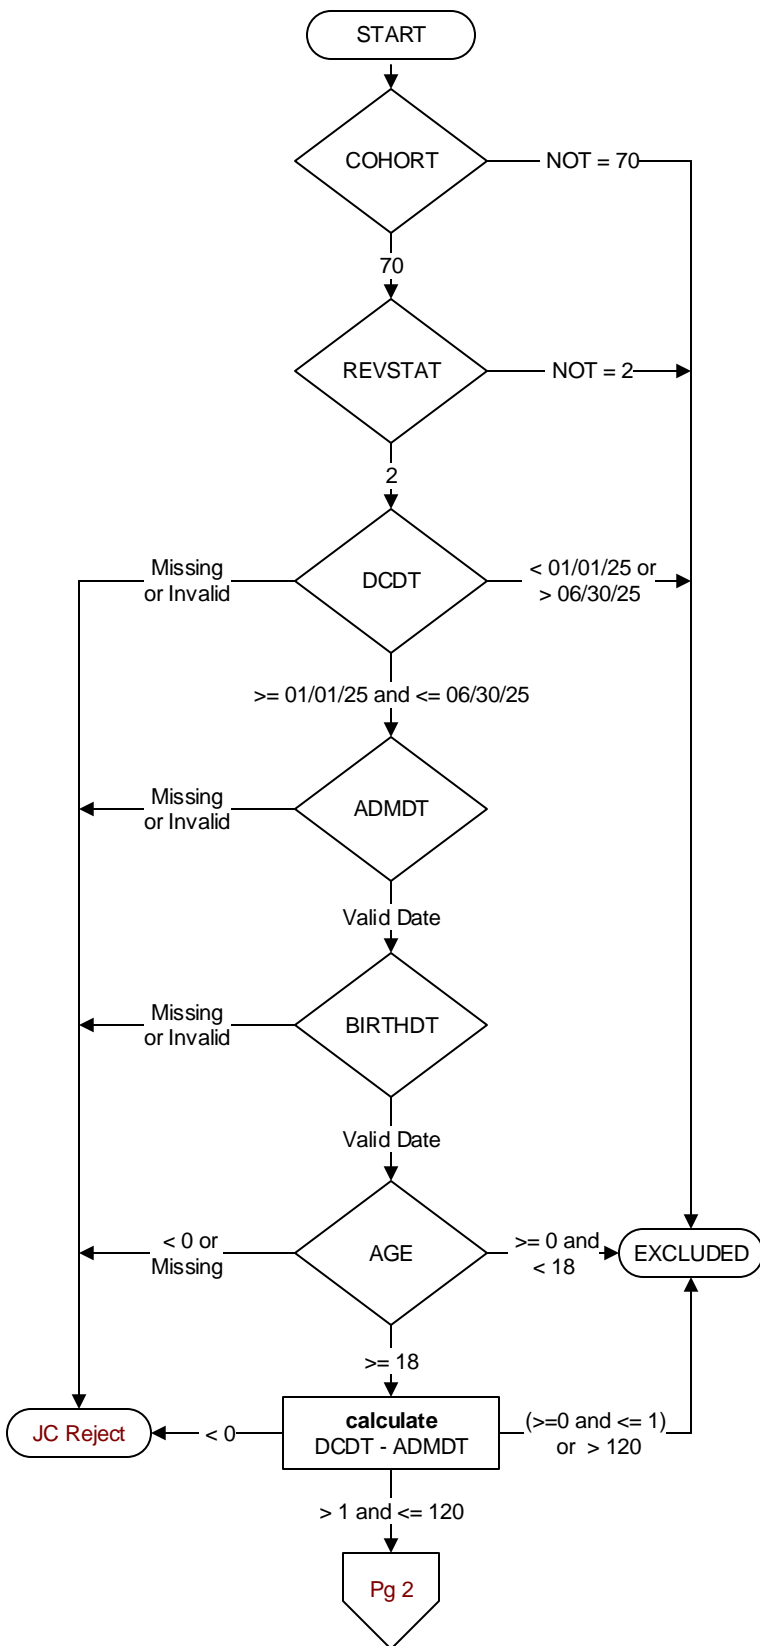 START
COHORT
NOT = 70
70
REVSTAT
NOT = 2
2
Missing
or Invalid
DCDT
< 01/01/25 or
> 06/30/25
>= 01/01/25 and <= 06/30/25
Missing
or Invalid
ADMDT
Valid Date
Missing
or Invalid
BIRTHDT
Valid Date
< 0 or
Missing
AGE
>= 0 and
< 18
EXCLUDED
>= 18
JC Reject
< 0
calculate
DCDT - ADMDT
(>=0 and <= 1)
or > 120
> 1 and <= 120
Pg 2